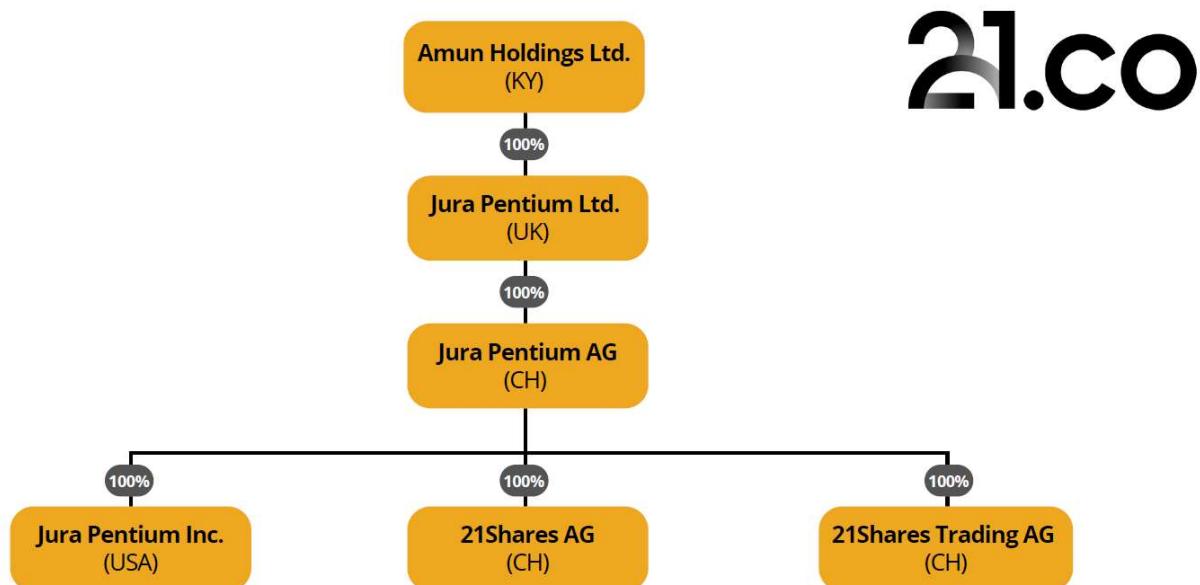 Amun Holdings Ltd.
(KY)
21.co
100%
Jura Pentium Ltd.
(UK)
100%
Jura Pentium AG
(CH)
100%
100%
100%
Jura Pentium Inc.
(USA)
21Shares AG
(CH)
21Shares Trading AG
(CH)